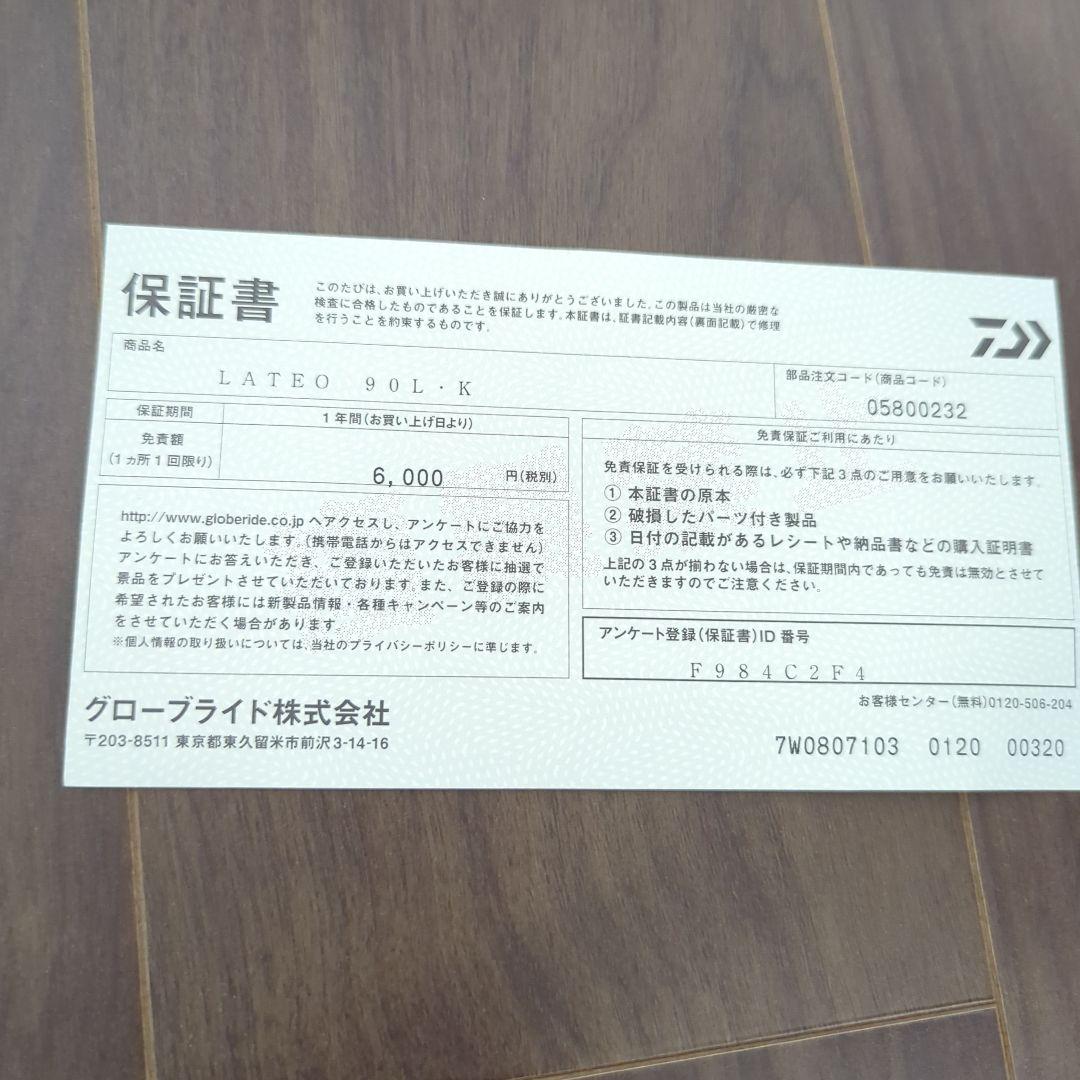 保証書
このたびは、お買い上げいただき誠にありがとうございました。この製品は当社の厳密な
検査に合格したものであることを保証します。本証書は、証書記載内容(裏面記載)で修理
を行うことを約束するものです。
商品名
LATEO 90L・K
部品注文コード(商品コード)
05800232
保証期間
1年間(お買い上げ日より)
免責額
(1ヵ所1回限り)
6,000 円(税別)
http://www.globeride.co.jp へアクセスし、アンケートにご協力を
よろしくお願いいたします。(携帯電話からはアクセスできません)
アンケートにお答えいただき、ご登録いただいたお客様に抽選で
景品をプレゼントさせていただいております。また、ご登録の際に
希望されたお客様には新製品情報・各種キャンペーン等のご案内
をさせていただく場合があります。
※個人情報の取り扱いについては、当社のプライバシーポリシーに準じます。
免責保証ご利用にあたり
免責保証を受けられる際は、必ず下記3点のご用意をお願いいたします。
① 本証書の原本
② 破損したパーツ付き製品
③ 日付の記載があるレシートや納品書などの購入証明書
上記の3点が揃わない場合は、保証期間内であっても免責は無効とさせて
いただきますのでご注意ください。
アンケート登録(保証書)ID番号
F984C2F4
グローブライド株式会社
〒203-8511 東京都東久留米市前沢3-14-16
お客様センター(無料)0120-506-204
7W0807103 0120 00320